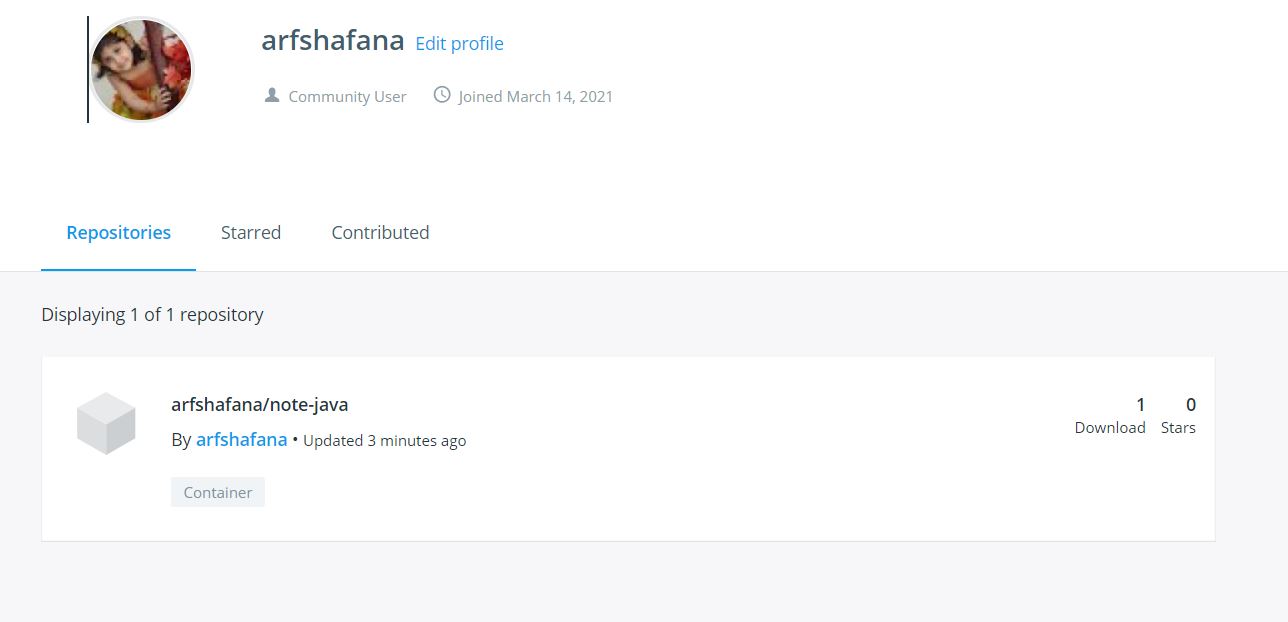 arfshafana Edit profile
Community User Joined March 14, 2021
Repositories Starred Contributed
Displaying 1 of 1 repository
arfshafana/note-java
1 0
Download Stars
By arfshafana • Updated 3 minutes ago
Container